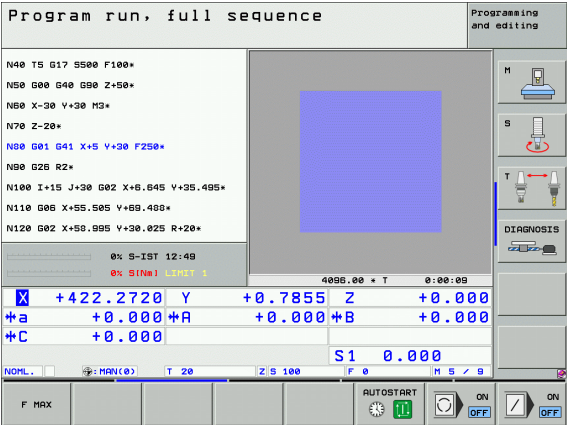 Program run, full sequence
Programming
and editing
N40 T5 G17 S500 F100*
N50 G00 G40 G90 Z+50*
N60 X-30 Y+30 M3*
N70 Z-20*
N80 G01 G41 X+5 Y+30 F250*
N90 G26 R2*
N100 I+15 J+30 G02 X+6.645 Y+35.495*
N110 G06 X+55.505 Y+69.488*
N120 G02 X+58.995 Y+30.025 R+20*
0% S-IST 12:49
0% S[Nm] LIMIT 1
4096.00 * T 0:00:09
X +422.2720 Y +0.7855 Z +0.000
a +0.000 A +0.000 B +0.000
C +0.000
S1 0.000
NOML. : MAN(0) T 20 Z S 100 F 0 M 5 / 9
M
S
T
DIAGNOSIS
F MAX
AUTOSTART
ON
OFF
ON
OFF